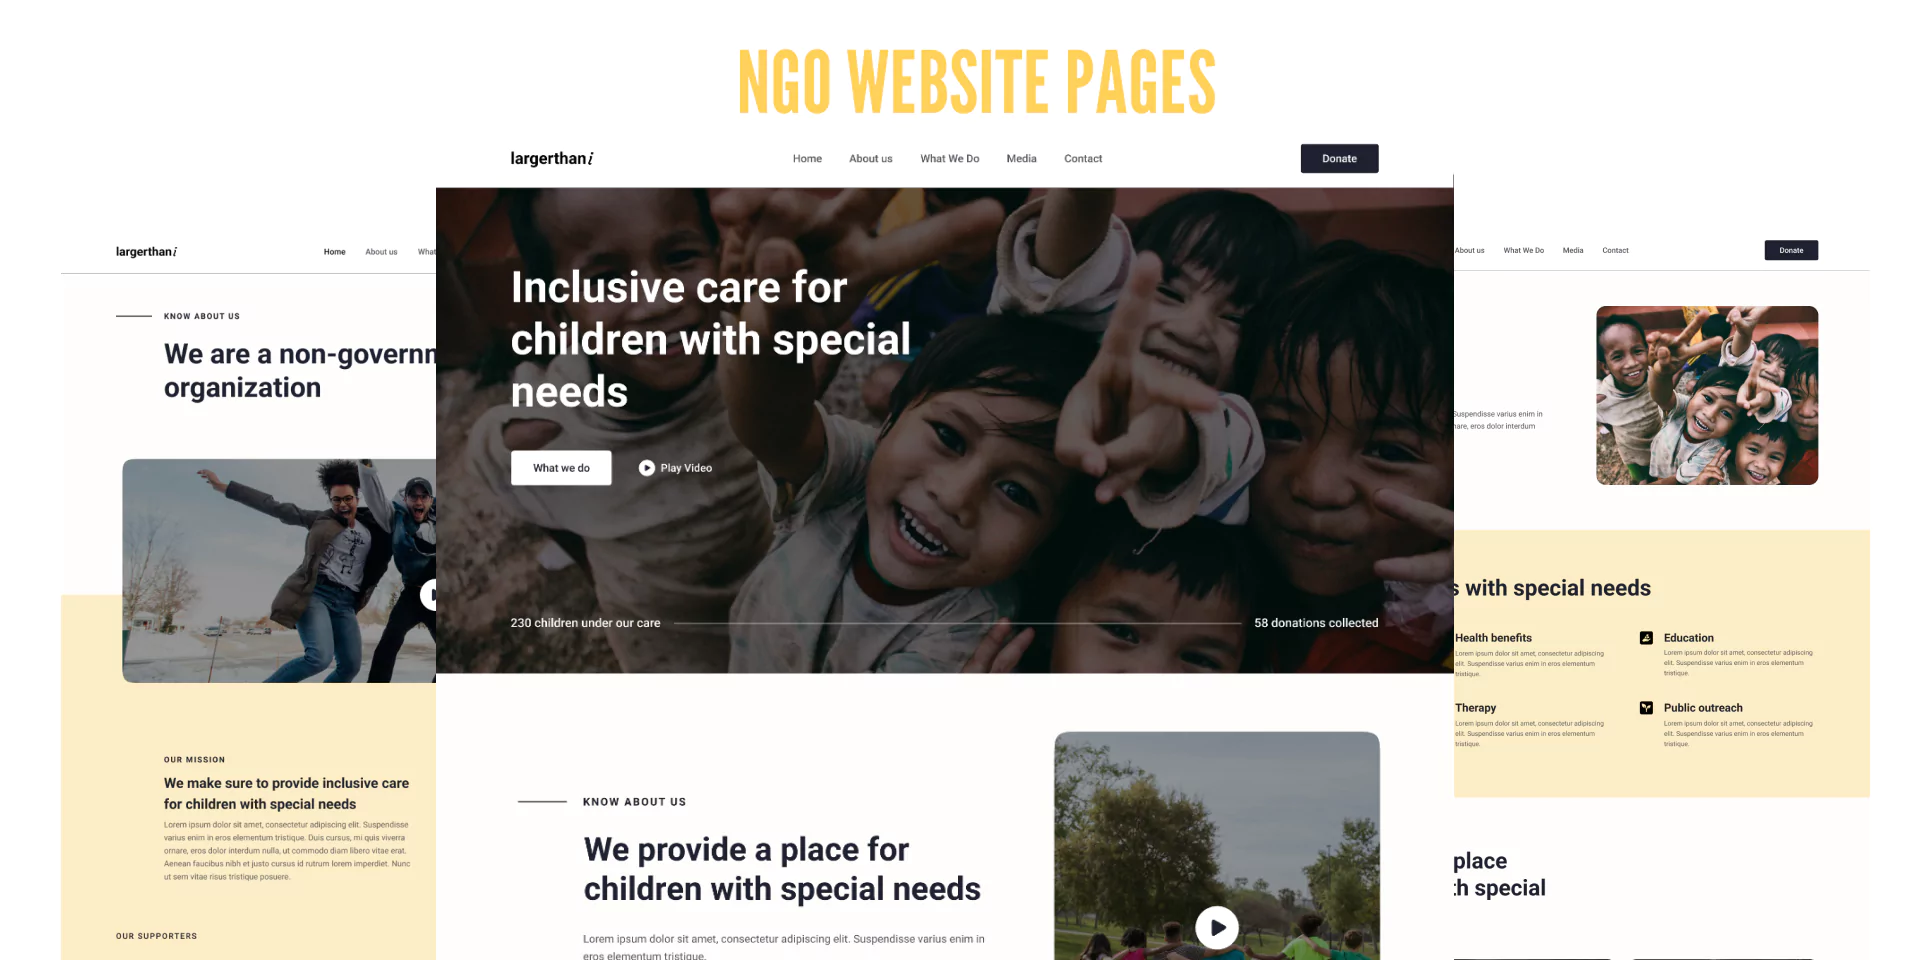 NGO WEBSITE PAGES
largerthani
Home About us What We Do Media Contact
Donate
Inclusive care for
children with special
needs
What we do
Play Video
230 children under our care
58 donations collected
KNOW ABOUT US
We provide a place for
children with special needs
Lorem ipsum dolor sit amet, consectetur adipiscing elit. Suspendisse varius enim in
eros elementum tristique.
largerthani
Home About us What
KNOW ABOUT US
We are a non-governm
organization
OUR MISSION
We make sure to provide inclusive care
for children with special needs
Lorem ipsum dolor sit amet, consectetur adipiscing elit. Suspendisse
varius enim in eros elementum tristique. Duis cursus, mi quis viverra
ornare, eros dolor interdum nulla, ut commodo diam libero vitae erat.
Aenean faucibus nibh et justo cursus id rutrum lorem imperdiet. Nunc
ut sem vitae risus tristique posuere.
OUR SUPPORTERS
About us What We Do Media Contact
Donate
Suspendisse varius enim in
nare, eros dolor interdum
s with special needs
Health benefits
Lorem ipsum dolor sit amet, consectetur adipiscing
elit. Suspendisse varius enim in eros elementum
tristique.
Education
Lorem ipsum dolor sit amet, consectetur adipiscing
elit. Suspendisse varius enim in eros elementum
tristique.
Therapy
Lorem ipsum dolor sit amet, consectetur adipiscing
elit. Suspendisse varius enim in eros elementum
tristique.
Public outreach
Lorem ipsum dolor sit amet, consectetur adipiscing
elit. Suspendisse varius enim in eros elementum
tristique.
place
th special